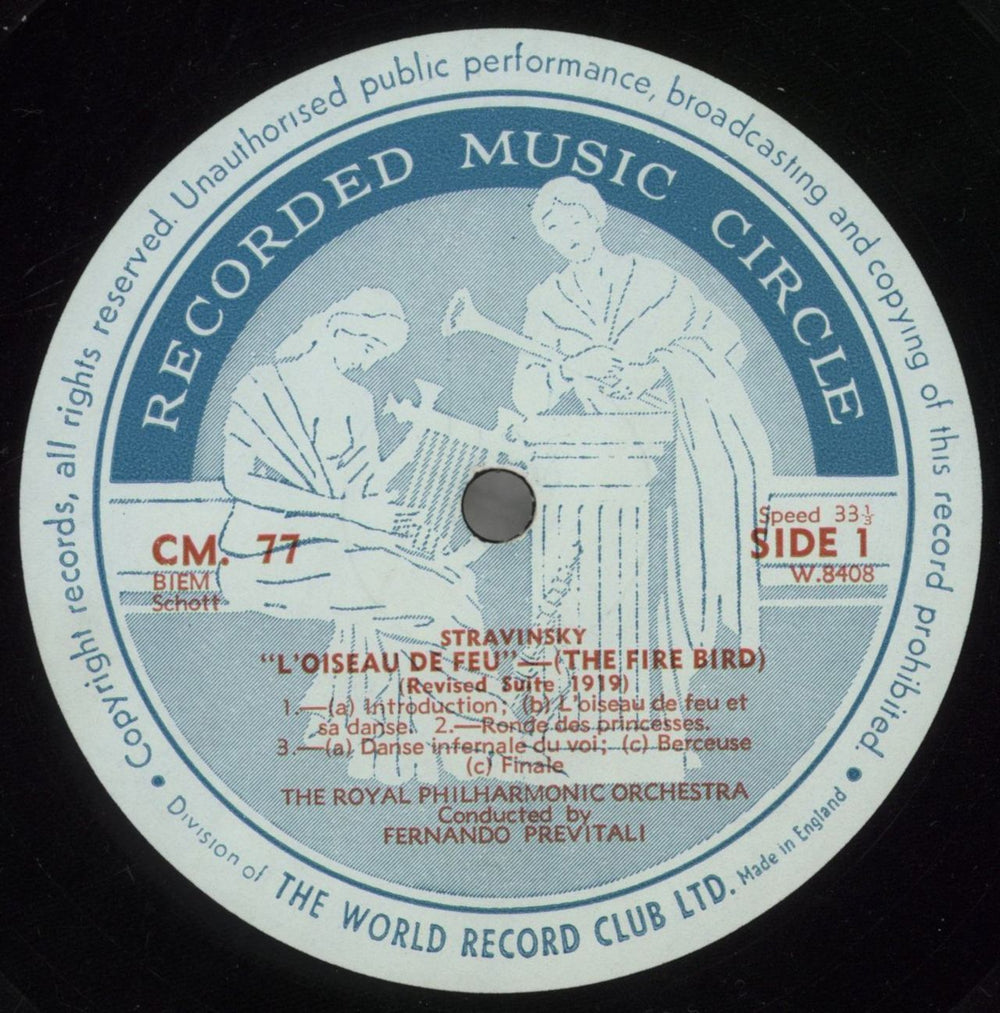 Copyright records, all rights reserved. Unauthorised public performance, broadcasting and copying of this record prohibited.
RECORDED MUSIC CIRCLE
Speed 33⅓
CM. 77
SIDE 1
BIEM
W.8408
Schott
STRAVINSKY
"L'OISEAU DE FEU"—(THE FIRE BIRD)
(Revised Suite 1919)
1.—(a) Introduction; (b) L'oiseau de feu et
sa danse. 2.—Ronde des princesses.
3.—(a) Danse infernale du voi; (c) Berceuse
(c) Finale
THE ROYAL PHILHARMONIC ORCHESTRA
Conducted by
FERNANDO PREVITALI
Division of THE WORLD RECORD CLUB LTD. Made in England